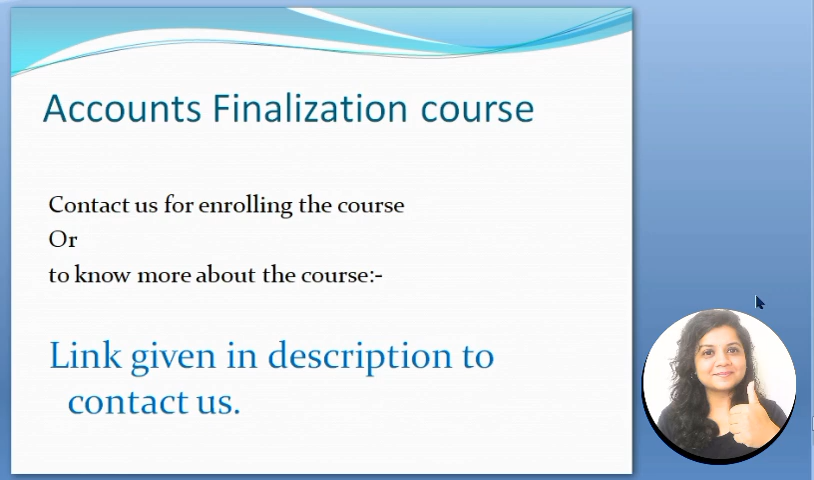 Accounts Finalization course
Contact us for enrolling the course
Or
to know more about the course:-
Link given in description to
contact us.